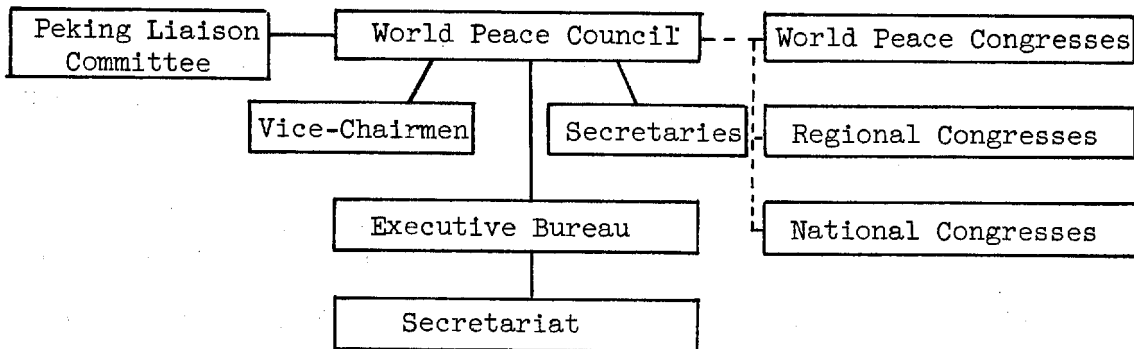 Peking Liaison
Committee
World Peace Council
World Peace Congresses
Vice-Chairmen
Secretaries
Regional Congresses
Executive Bureau
National Congresses
Secretariat